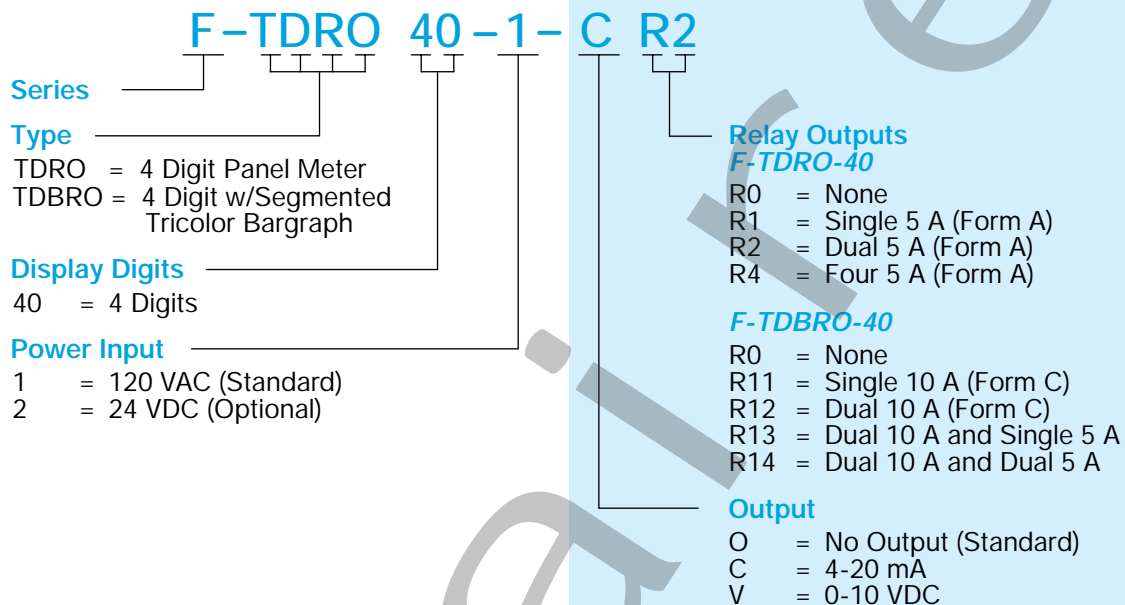 F-TDRO 40-1-C R2
Series
Type
TDRO = 4 Digit Panel Meter
TDBRO = 4 Digit w/Segmented
Tricolor Bargraph
Display Digits
40 = 4 Digits
Power Input
1 = 120 VAC (Standard)
2 = 24 VDC (Optional)
Relay Outputs
F-TDRO-40
R0 = None
R1 = Single 5 A (Form A)
R2 = Dual 5 A (Form A)
R4 = Four 5 A (Form A)
F-TDBRO-40
R0 = None
R11 = Single 10 A (Form C)
R12 = Dual 10 A (Form C)
R13 = Dual 10 A and Single 5 A
R14 = Dual 10 A and Dual 5 A
Output
O = No Output (Standard)
C = 4-20 mA
V = 0-10 VDC